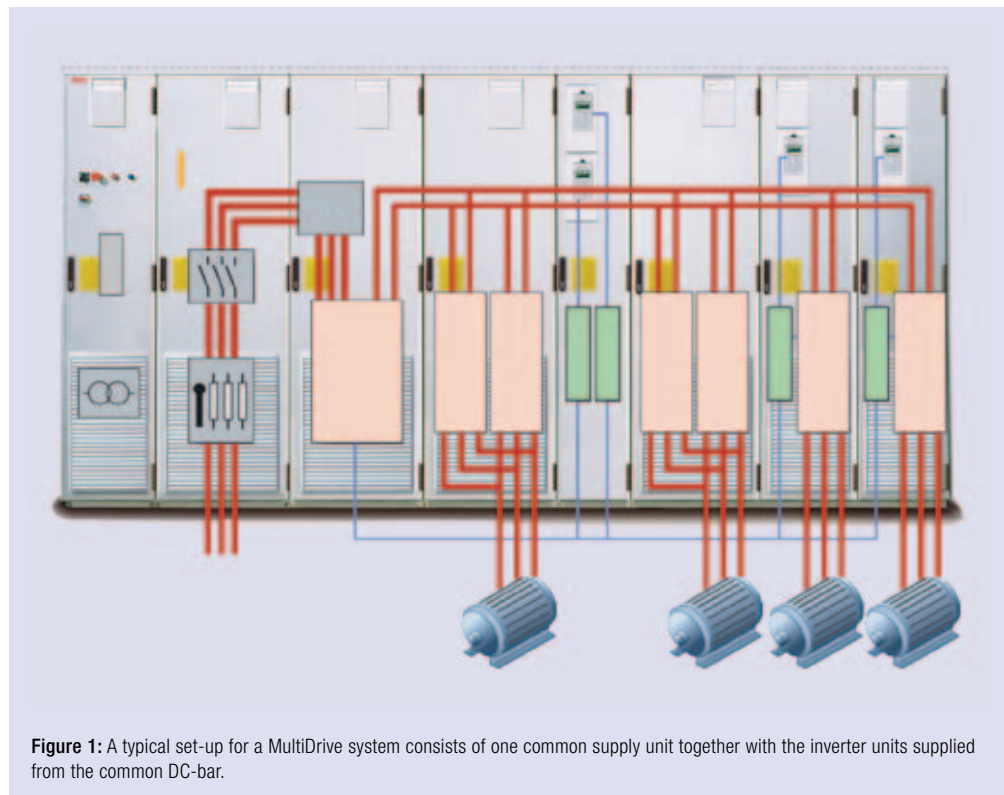 Figure 1: A typical set-up for a MultiDrive system consists of one common supply unit together with the inverter units supplied
from the common DC-bar.